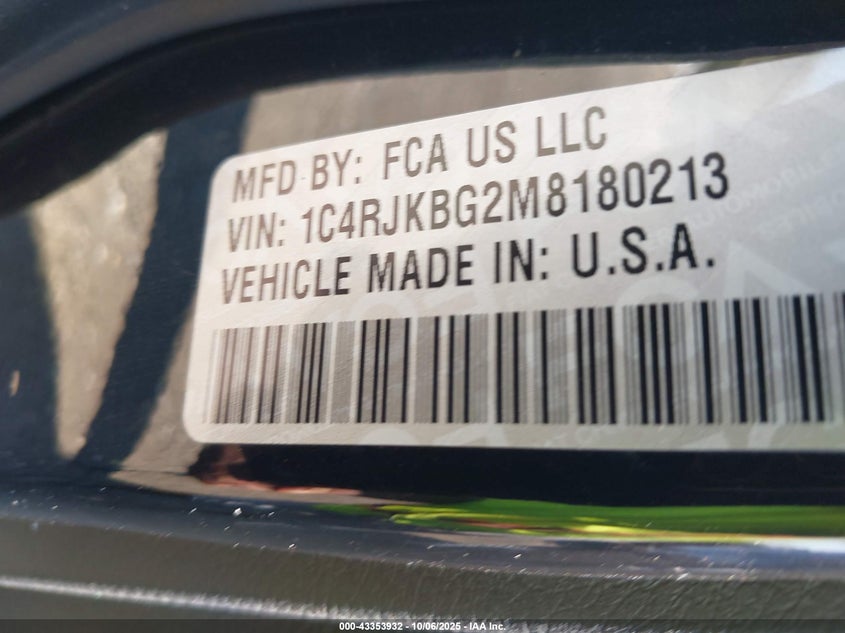 MFD BY: FCA US LLC
VIN: 1C4RJKBG2M8180213
VEHICLE MADE IN: U.S.A.
000-43353932 - 10/06/2025 - IAA Inc.